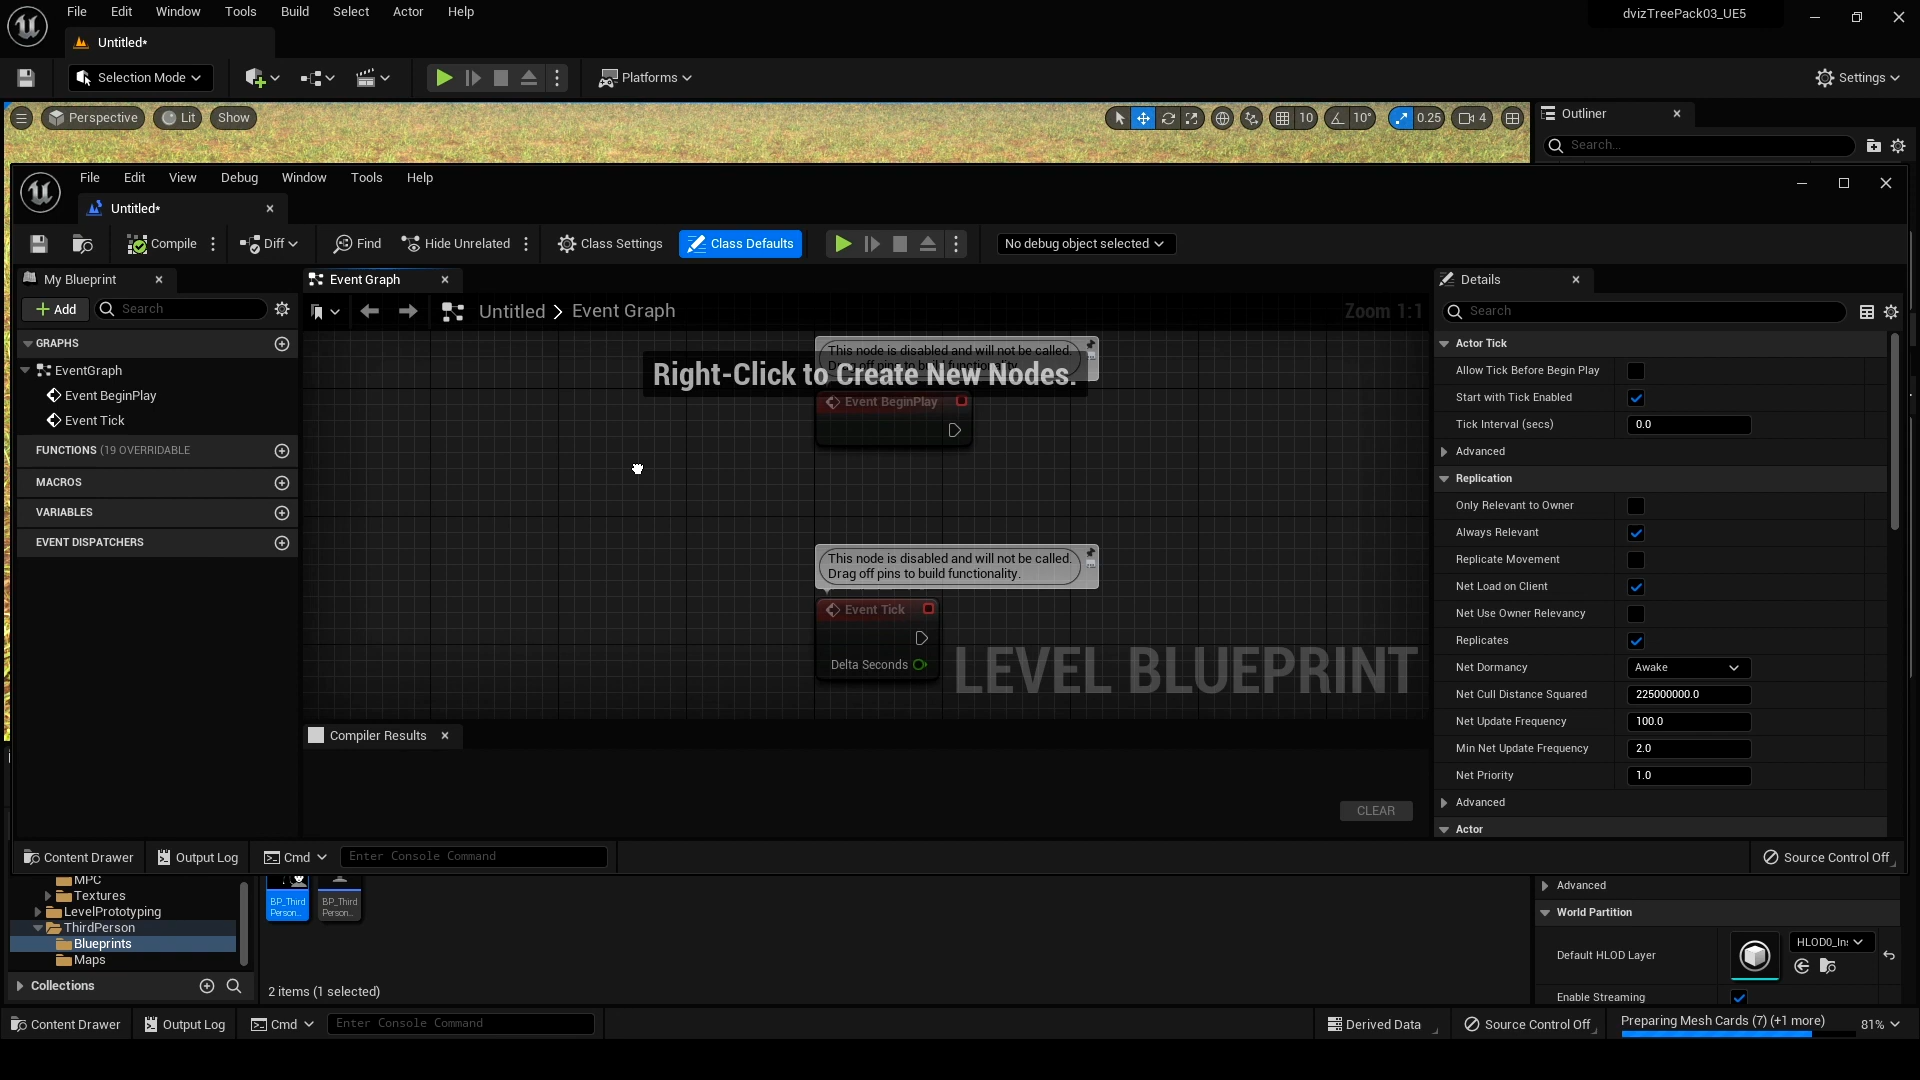 File Edit Window Tools Build Select Actor Help
dvizTreePack03_UE5
Untitled*
Selection Mode
Platforms
Settings
Perspective
Lit
Show
10
10°
0.25
4
Outliner
Search...
File Edit View Debug Window Tools Help
Untitled*
Compile
Diff
Find
Hide Unrelated
Class Settings
Class Defaults
No debug object selected
My Blueprint
Event Graph
Details
Add
Search
Untitled > Event Graph
Zoom 1:1
Search
GRAPHS
EventGraph
Event BeginPlay
Event Tick
FUNCTIONS (19 OVERRIDABLE
MACROS
VARIABLES
EVENT DISPATCHERS
This node is disabled and will not be called.
Drag off pins to build functionality.
Right-Click to Create New Nodes.
Event BeginPlay
This node is disabled and will not be called.
Drag off pins to build functionality.
Event Tick
Delta Seconds
LEVEL BLUEPRINT
Compiler Results
CLEAR
Actor Tick
Allow Tick Before Begin Play
Start with Tick Enabled
Tick Interval (secs) 0.0
Advanced
Replication
Only Relevant to Owner
Always Relevant
Replicate Movement
Net Load on Client
Net Use Owner Relevancy
Replicates
Net Dormancy Awake
Net Cull Distance Squared 225000000.0
Net Update Frequency 100.0
Min Net Update Frequency 2.0
Net Priority 1.0
Advanced
Actor
Content Drawer
Output Log
Cmd
Enter Console Command
Source Control Off
MPC
Textures
LevelPrototyping
ThirdPerson
Blueprints
Maps
Collections
BP_Third
Person...
BP_Third
Person...
2 items (1 selected)
Advanced
World Partition
Default HLOD Layer
HLOD0_In
Enable Streaming
Content Drawer
Output Log
Cmd
Enter Console Command
Derived Data
Source Control Off
Preparing Mesh Cards (7) (+1 more)
81%